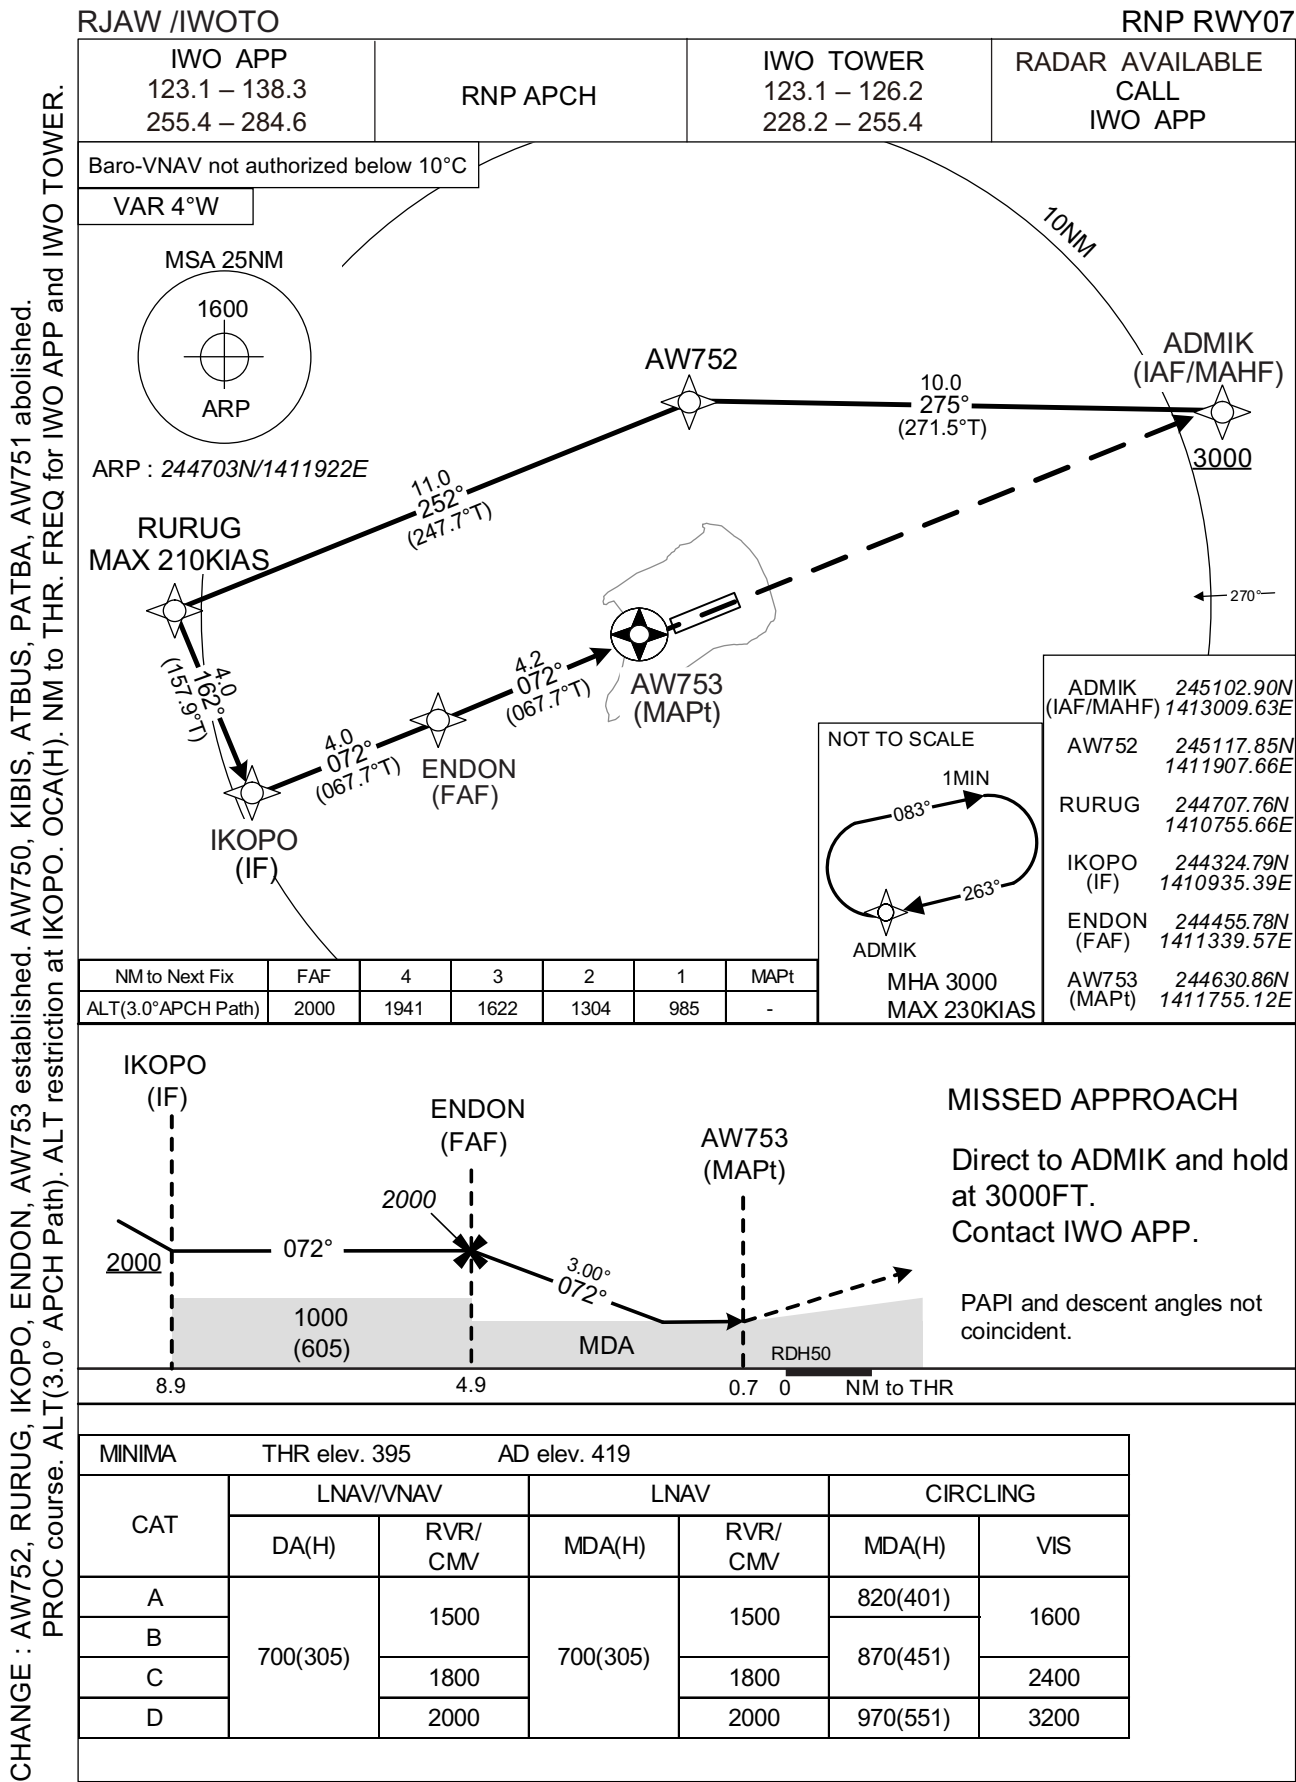 RJAW /IWOTO
RNP RWY07
IWO APP
123.1 – 138.3
255.4 – 284.6
RNP APCH
IWO TOWER
123.1 – 126.2
228.2 – 255.4
RADAR AVAILABLE
CALL
IWO APP
Baro-VNAV not authorized below 10°C
VAR 4°W
MSA 25NM
1600
ARP
ARP : 244703N/1411922E
10NM
AW752
ADMIK
(IAF/MAHF)
3000
10.0
275°
(271.5°T)
11.0
252°
(247.7°T)
RURUG
MAX 210KIAS
4.0
162°
(157.9°T)
270°
4.2
072°
(067.7°T)
AW753
(MAPt)
4.0
072°
(067.7°T)
ENDON
(FAF)
IKOPO
(IF)
NOT TO SCALE
1MIN
083°
263°
ADMIK
MHA 3000
MAX 230KIAS
ADMIK 245102.90N
(IAF/MAHF) 1413009.63E
AW752 245117.85N
1411907.66E
RURUG 244707.76N
1410755.66E
IKOPO 244324.79N
(IF) 1410935.39E
ENDON 244455.78N
(FAF) 1411339.57E
AW753 244630.86N
(MAPt) 1411755.12E
NM to Next Fix FAF 4 3 2 1 MAPt
ALT(3.0°APCH Path) 2000 1941 1622 1304 985 -
IKOPO
(IF)
ENDON
(FAF)
AW753
(MAPt)
2000
2000
072°
3.00°
072°
1000
(605)
MDA
RDH50
8.9 4.9 0.7 0 NM to THR
MISSED APPROACH
Direct to ADMIK and hold
at 3000FT.
Contact IWO APP.
PAPI and descent angles not
coincident.
MINIMA THR elev. 395 AD elev. 419
CAT LNAV/VNAV LNAV CIRCLING
DA(H) RVR/ CMV MDA(H) RVR/ CMV MDA(H) VIS
A 700(305) 1500 700(305) 1500 820(401) 1600
B 870(451)
C 1800 1800 2400
D 2000 2000 970(551) 3200
CHANGE : AW752, RURUG, IKOPO, ENDON, AW753 established. AW750, KIBIS, ATBUS, PATBA, AW751 abolished.
PROC course. ALT(3.0° APCH Path). ALT restriction at IKOPO. OCA(H). NM to THR. FREQ for IWO APP and IWO TOWER.